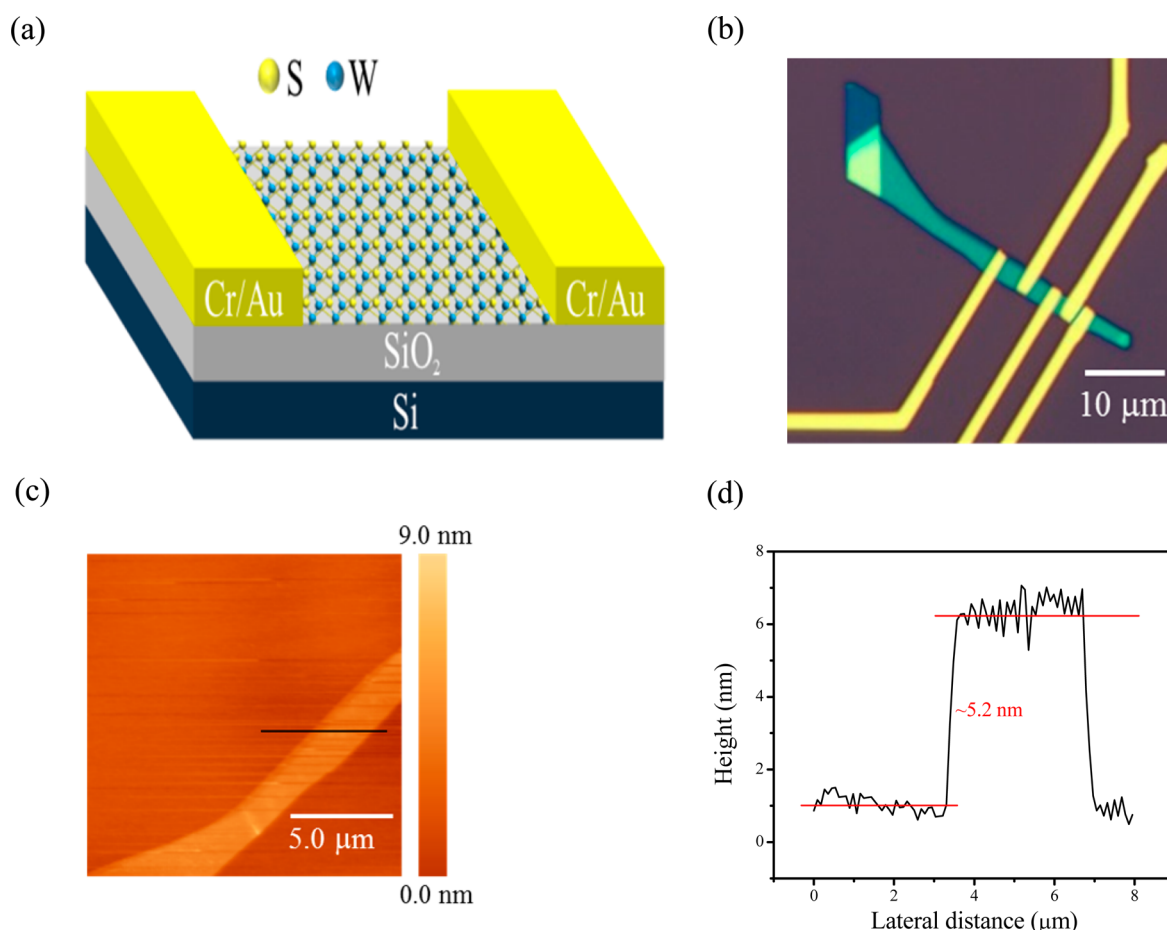 (a)
S W
Cr/Au Cr/Au
SiO₂
Si
(b)
10 μm
(c)
9.0 nm
5.0 μm
0.0 nm
(d)
8
6
4
2
0
~5.2 nm
Height (nm)
0 2 4 6 8
Lateral distance (μm)